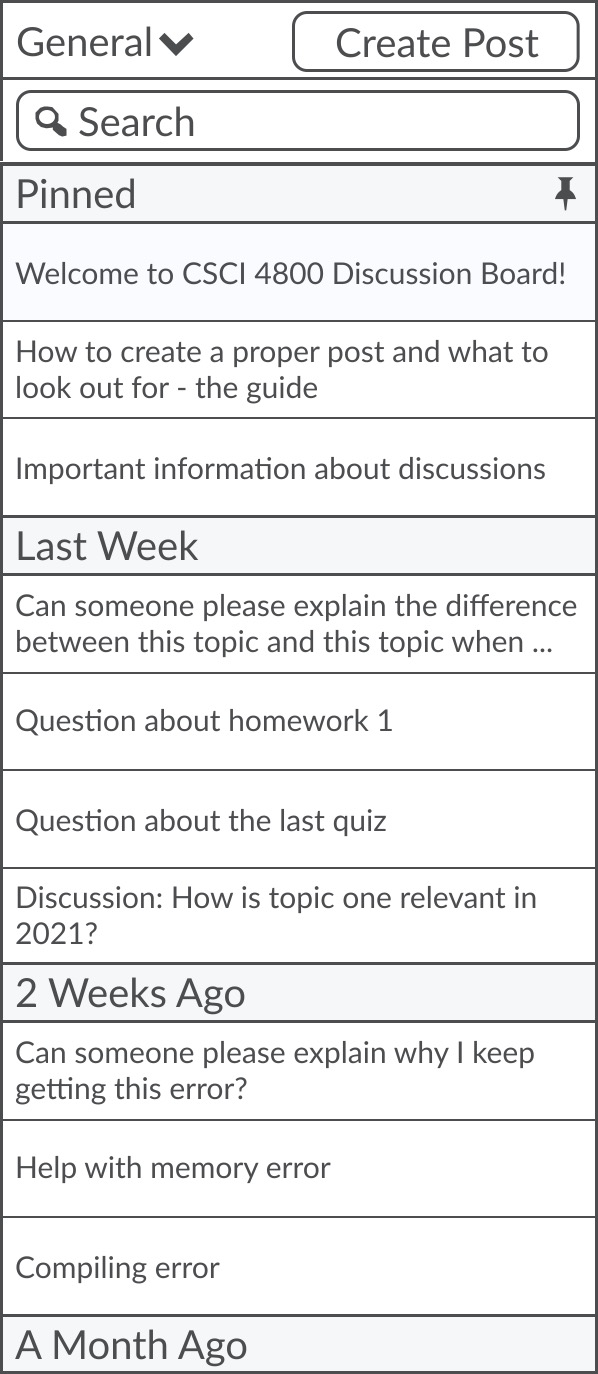 General
Create Post
Search
Pinned
Welcome to CSCI 4800 Discussion Board!
How to create a proper post and what to
look out for - the guide
Important information about discussions
Last Week
Can someone please explain the difference
between this topic and this topic when ...
Question about homework 1
Question about the last quiz
Discussion: How is topic one relevant in
2021?
2 Weeks Ago
Can someone please explain why I keep
getting this error?
Help with memory error
Compiling error
A Month Ago